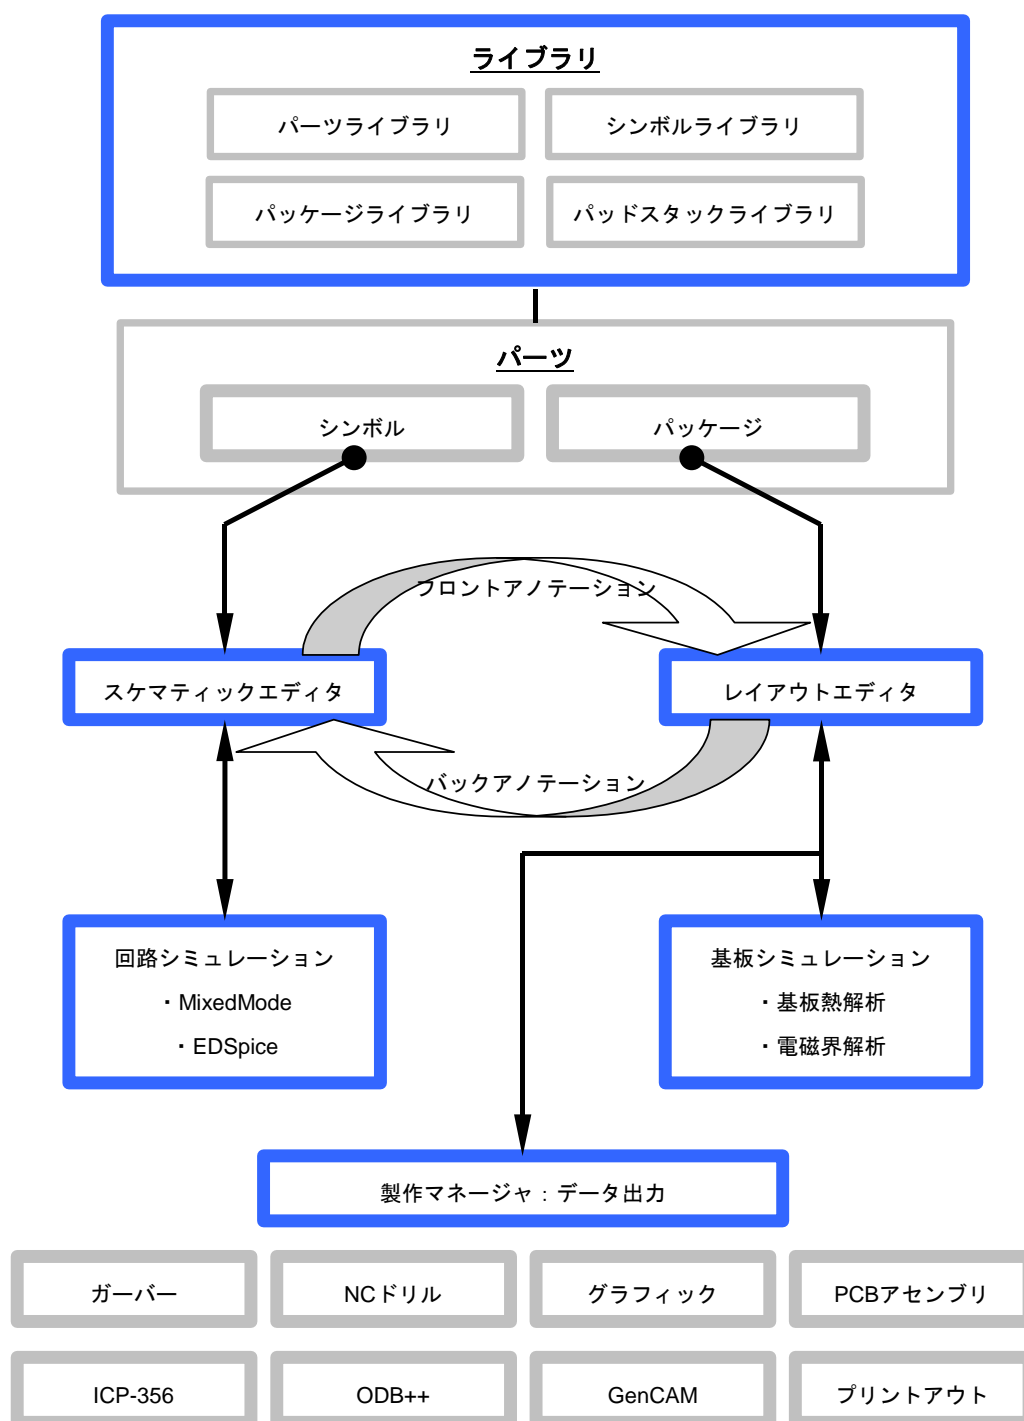 ライブラリ
パーツライブラリ
シンボルライブラリ
パッケージライブラリ
パッドスタックライブラリ
パーツ
シンボル
パッケージ
フロントアノテーション
スケマティックエディタ
レイアウトエディタ
バックアノテーション
回路シミュレーション
・MixedMode
・EDSpice
基板シミュレーション
・基板熱解析
・電磁界解析
製作マネージャ：データ出力
ガーバー
NCドリル
グラフィック
PCBアセンブリ
ICP-356
ODB++
GenCAM
プリントアウト